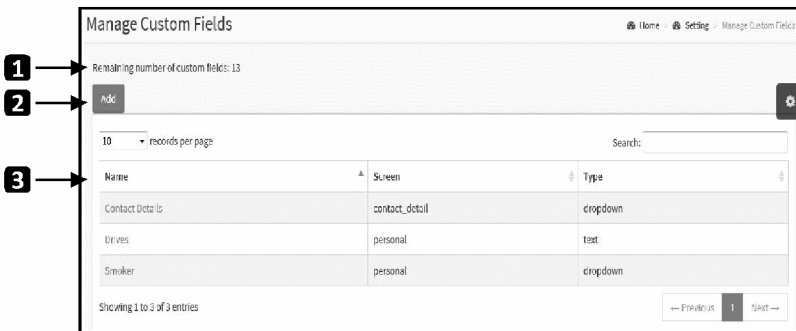 Manage Custom Fields
Home > Setting > Manage Custom Fields
1
Remaining number of custom fields: 13
2
Add
10 records per page
Search:
3
Name Screen Type
Contact Details contact_detail dropdown
Drives personal text
Smoker personal dropdown
Showing 1 to 3 of 3 entries
← Previous 1 Next →